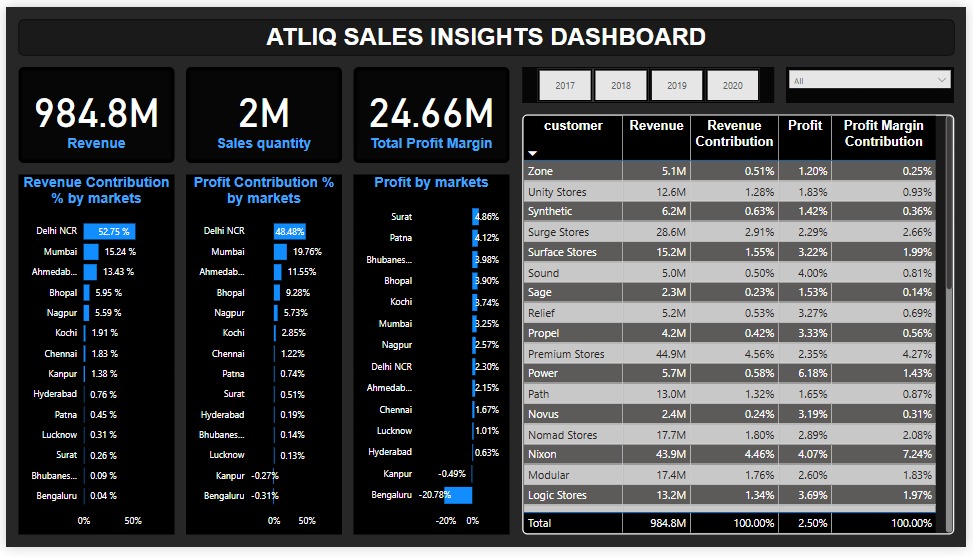 ATLIQ SALES INSIGHTS DASHBOARD
984.8M
Revenue
2M
Sales quantity
24.66M
Total Profit Margin
2017 2018 2019 2020
All
Revenue Contribution
% by markets
Delhi NCR 52.75 %
Mumbai 15.24 %
Ahmedab... 13.43 %
Bhopal 5.95 %
Nagpur 5.59 %
Kochi 1.91 %
Chennai 1.83 %
Kanpur 1.38 %
Hyderabad 0.76 %
Patna 0.45 %
Lucknow 0.31 %
Surat 0.26 %
Bhubanes... 0.09 %
Bengaluru 0.04 %
0% 50%
Profit Contribution %
by markets
Delhi NCR 48.48%
Mumbai 19.76%
Ahmedab... 11.55%
Bhopal 9.28%
Nagpur 5.73%
Kochi 2.85%
Chennai 1.22%
Patna 0.74%
Surat 0.51%
Hyderabad 0.19%
Bhubanes... 0.14%
Lucknow 0.13%
Kanpur -0.27%
Bengaluru -0.31%
0% 50%
Profit by markets
Surat 4.86%
Patna 4.12%
Bhubanes... 3.98%
Bhopal 3.90%
Kochi 3.74%
Mumbai 3.25%
Nagpur 2.57%
Delhi NCR 2.30%
Ahmedab... 2.15%
Chennai 1.67%
Lucknow 1.01%
Hyderabad 0.63%
Kanpur -0.49%
Bengaluru -20.78%
-20% 0%
customer Revenue Revenue Profit Profit Margin
Contribution Contribution
Zone 5.1M 0.51% 1.20% 0.25%
Unity Stores 12.6M 1.28% 1.83% 0.93%
Synthetic 6.2M 0.63% 1.42% 0.36%
Surge Stores 28.6M 2.91% 2.29% 2.66%
Surface Stores 15.2M 1.55% 3.22% 1.99%
Sound 5.0M 0.50% 4.00% 0.81%
Sage 2.3M 0.23% 1.53% 0.14%
Relief 5.2M 0.53% 3.27% 0.69%
Propel 4.2M 0.42% 3.33% 0.56%
Premium Stores 44.9M 4.56% 2.35% 4.27%
Power 5.7M 0.58% 6.18% 1.43%
Path 13.0M 1.32% 1.65% 0.87%
Novus 2.4M 0.24% 3.19% 0.31%
Nomad Stores 17.7M 1.80% 2.89% 2.08%
Nixon 43.9M 4.46% 4.07% 7.24%
Modular 17.4M 1.76% 2.60% 1.83%
Logic Stores 13.2M 1.34% 3.69% 1.97%
Total 984.8M 100.00% 2.50% 100.00%